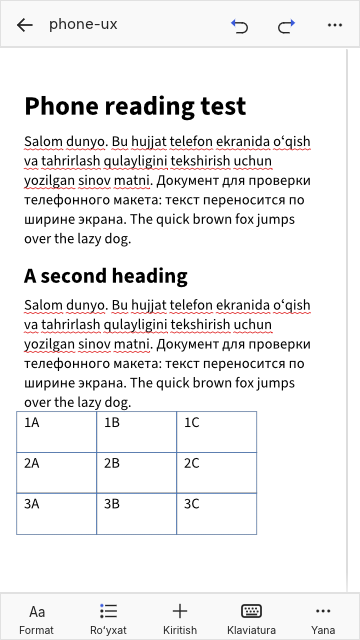 phone-ux
Phone reading test
Salom dunyo. Bu hujjat telefon ekranida oʻqish
va tahrirlash qulayligini tekshirish uchun
yozilgan sinov matni. Документ для проверки
телефонного макета: текст переносится по
ширине экрана. The quick brown fox jumps
over the lazy dog.
A second heading
Salom dunyo. Bu hujjat telefon ekranida oʻqish
va tahrirlash qulayligini tekshirish uchun
yozilgan sinov matni. Документ для проверки
телефонного макета: текст переносится по
ширине экрана. The quick brown fox jumps
over the lazy dog.
1A 1B 1C
2A 2B 2C
3A 3B 3C
Aa
Format Roʻyxat Kiritish Klaviatura Yana